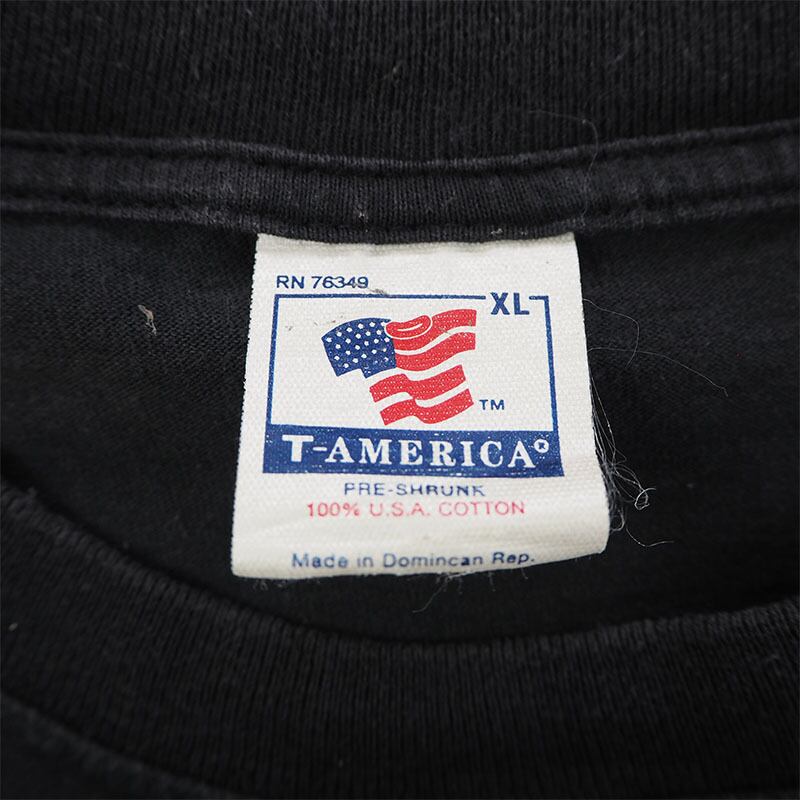 RN 76349
XL
TM
T-AMERICA®
PRE-SHRUNK
100% U.S.A. COTTON
Made in Domincan Rep.